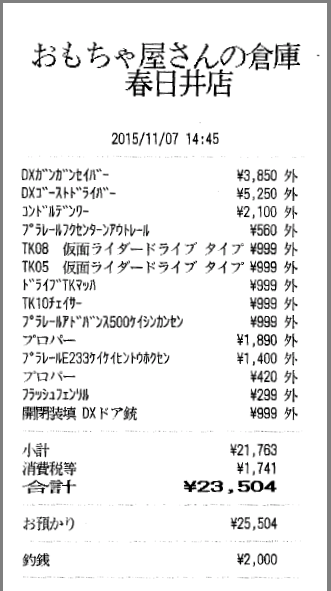 おもちゃ屋さんの倉庫
春日井店
2015/11/07 14:45
DXガンガンセイバー ¥3,850 外
DXゴーストドライバー ¥5,250 外
コンドルデンワー ¥2,100 外
プラレールフクセンターンアウトレール ¥560 外
TK08 仮面ライダードライブ タイプ ¥999 外
TK05 仮面ライダードライブ タイプ ¥999 外
ドライブTKマッハ ¥999 外
TK10チェイサー ¥999 外
プラレールアドバンス500ケイシンカンセン ¥999 外
プロパー ¥1,890 外
プラレールE233ケイケイヒントウホクセン ¥1,400 外
プロパー ¥420 外
フラッシュフェンリル ¥299 外
開閉装填 DXドア銃 ¥999 外
小計 ¥21,763
消費税等 ¥1,741
合計 ¥23,504
お預かり ¥25,504
釣銭 ¥2,000